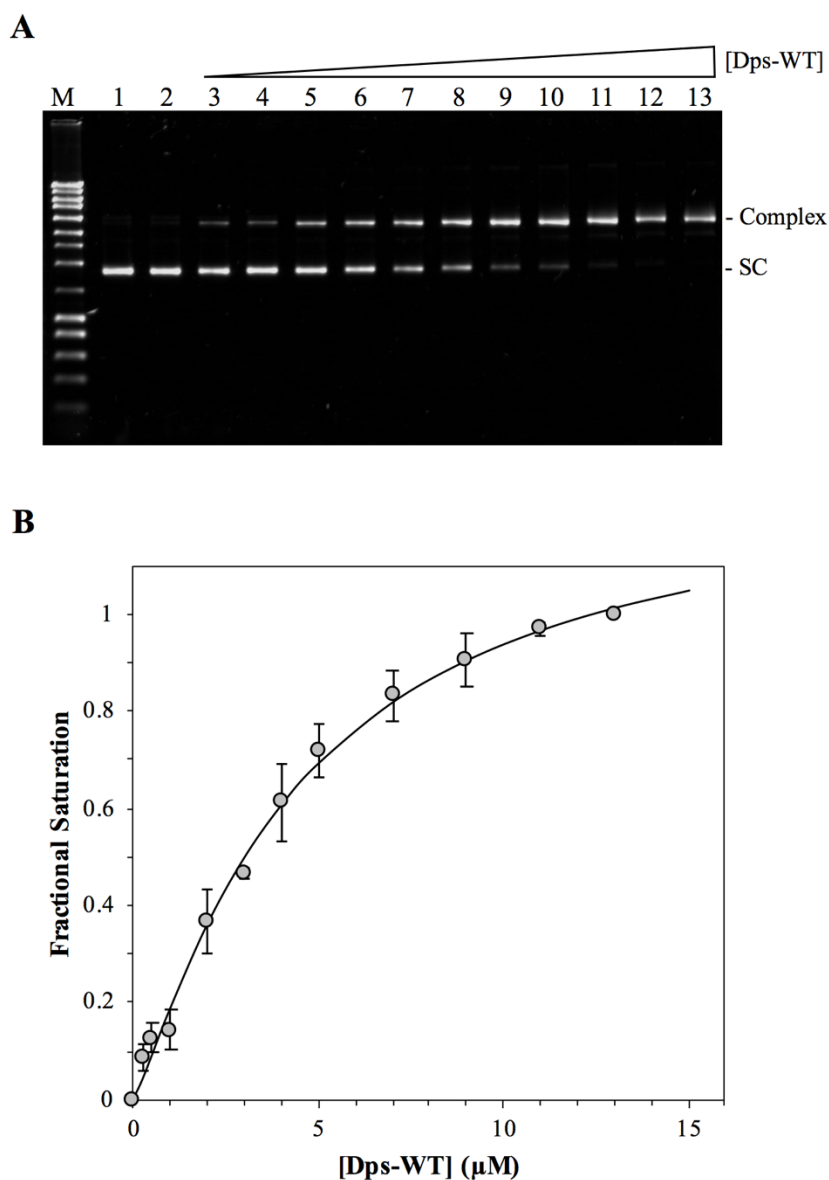 A
[Dps-WT]
M 1 2 3 4 5 6 7 8 9 10 11 12 13
- Complex
- SC
B
1
0.8
0.6
0.4
0.2
0
Fractional Saturation
0 5 10 15
[Dps-WT] (µM)